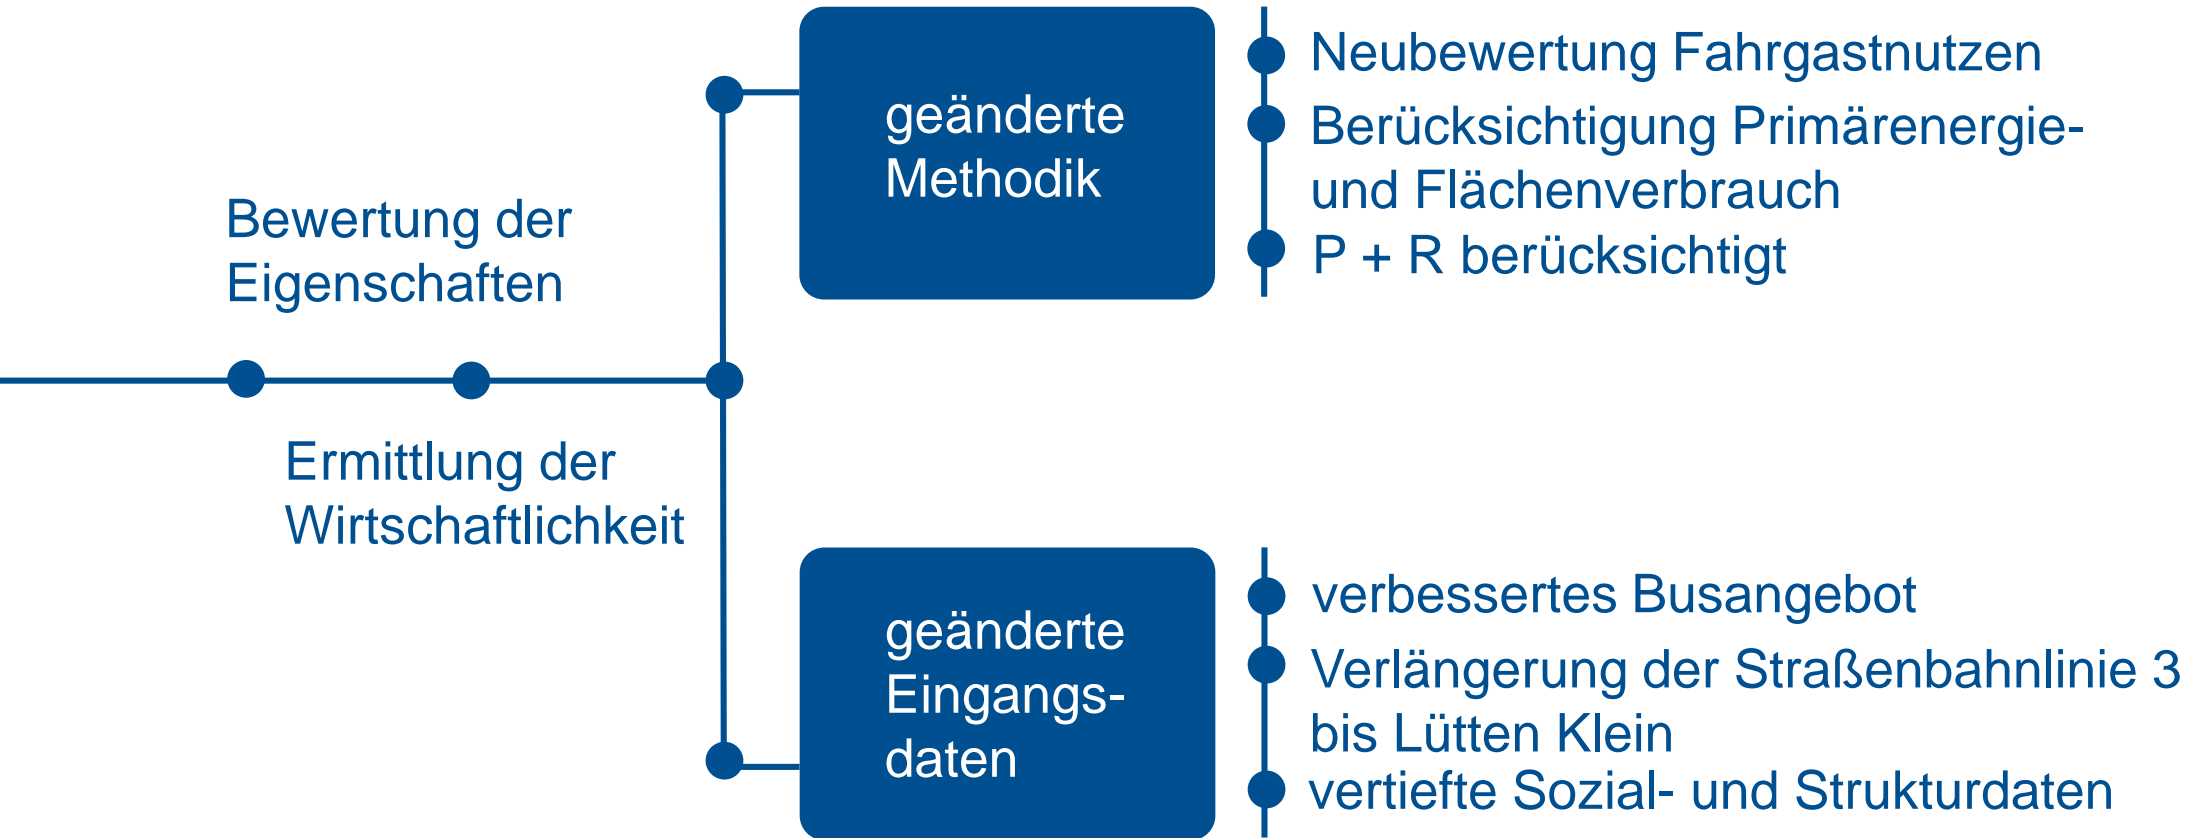 Bewertung der
Eigenschaften
Ermittlung der
Wirtschaftlichkeit
geänderte
Methodik
Neubewertung Fahrgastnutzen
Berücksichtigung Primärenergie-
und Flächenverbrauch
P + R berücksichtigt
geänderte
Eingangs-
daten
verbessertes Busangebot
Verlängerung der Straßenbahnlinie 3
bis Lütten Klein
vertiefte Sozial- und Strukturdaten